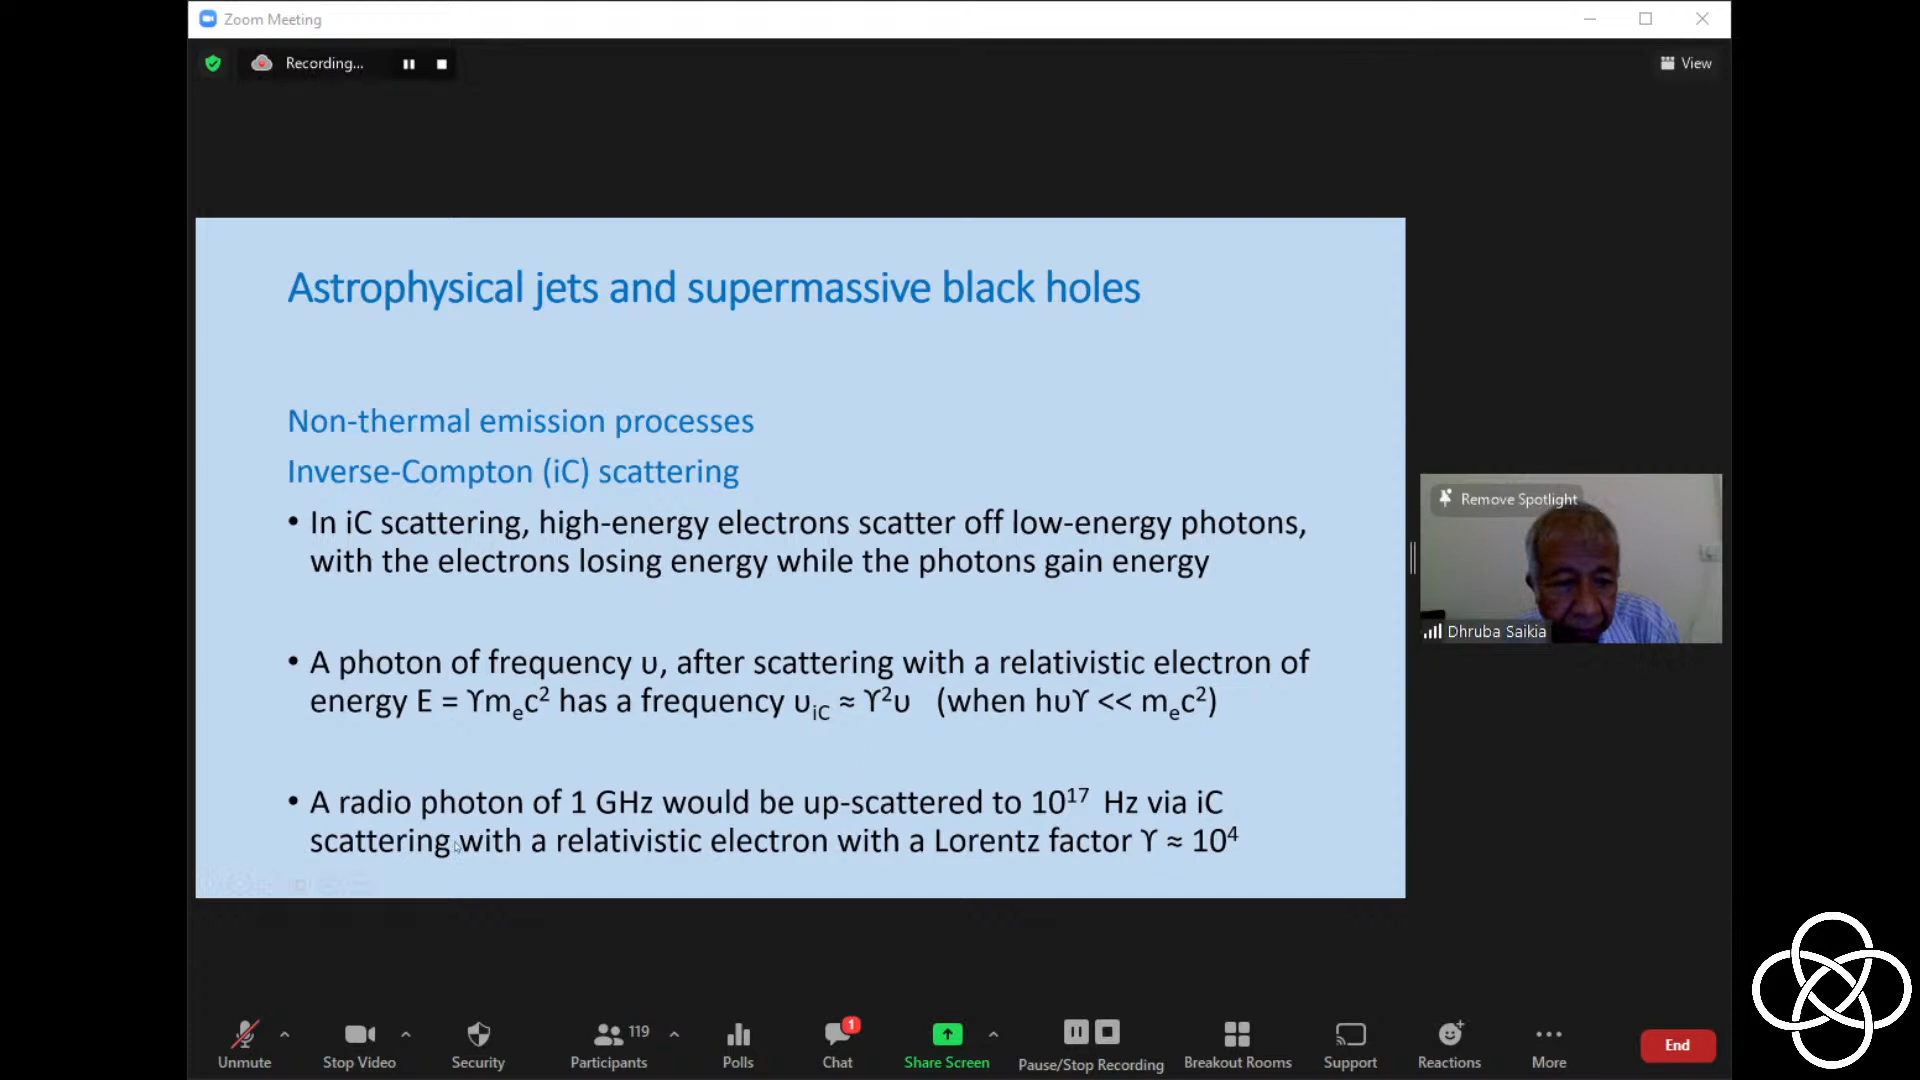 Zoom Meeting
Recording...
View
Astrophysical jets and supermassive black holes
Non-thermal emission processes
Inverse-Compton (iC) scattering
• In iC scattering, high-energy electrons scatter off low-energy photons,
with the electrons losing energy while the photons gain energy
• A photon of frequency υ, after scattering with a relativistic electron of
energy E = ϒmₑc² has a frequency υ_iC ≈ ϒ²υ (when hυϒ << mₑc²)
• A radio photon of 1 GHz would be up-scattered to 10¹⁷ Hz via iC
scattering with a relativistic electron with a Lorentz factor ϒ ≈ 10⁴
Remove Spotlight
Dhruba Saikia
119
1
Unmute
Stop Video
Security
Participants
Polls
Chat
Share Screen
Pause/Stop Recording
Breakout Rooms
Support
Reactions
More
End